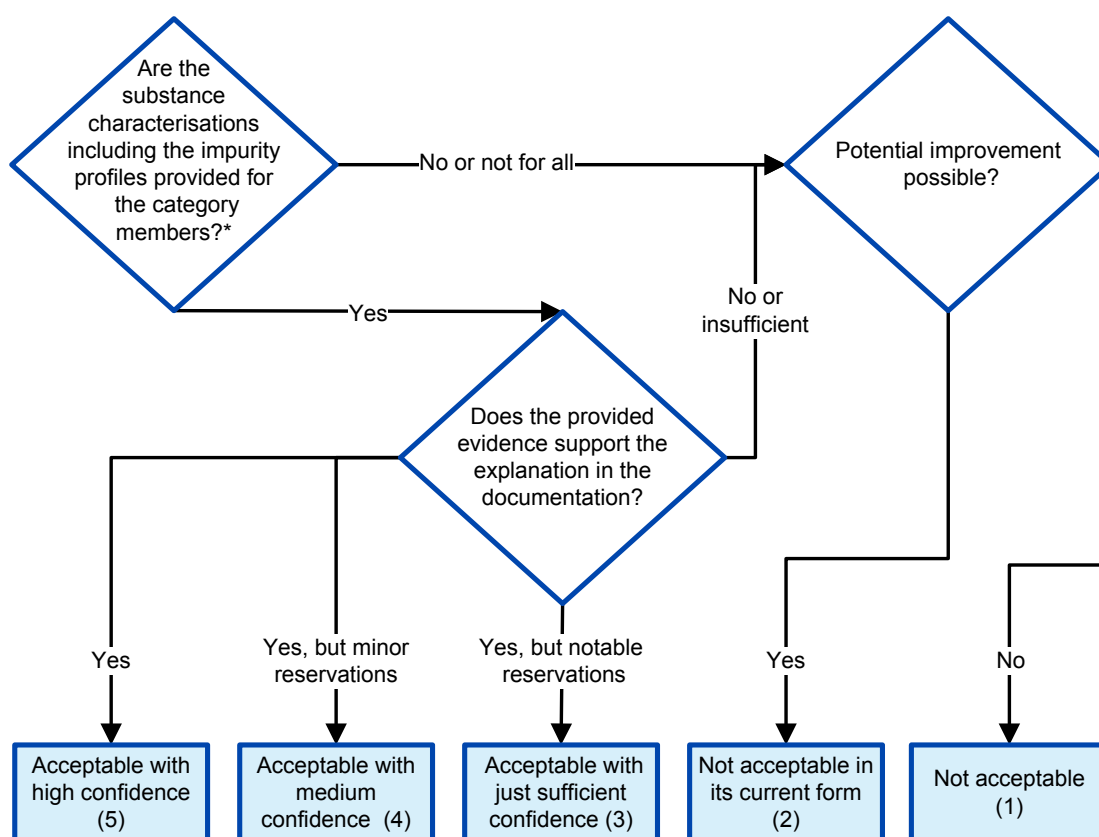 Are the
substance
characterisations
including the impurity
profiles provided for
the category
members?*
No or not for all
Potential improvement
possible?
Yes
No or
insufficient
Does the provided
evidence support the
explanation in the
documentation?
Yes
Yes, but minor
reservations
Yes, but notable
reservations
Yes
No
Acceptable with
high confidence
(5)
Acceptable with
medium
confidence (4)
Acceptable with
just sufficient
confidence (3)
Not acceptable in
its current form
(2)
Not acceptable
(1)